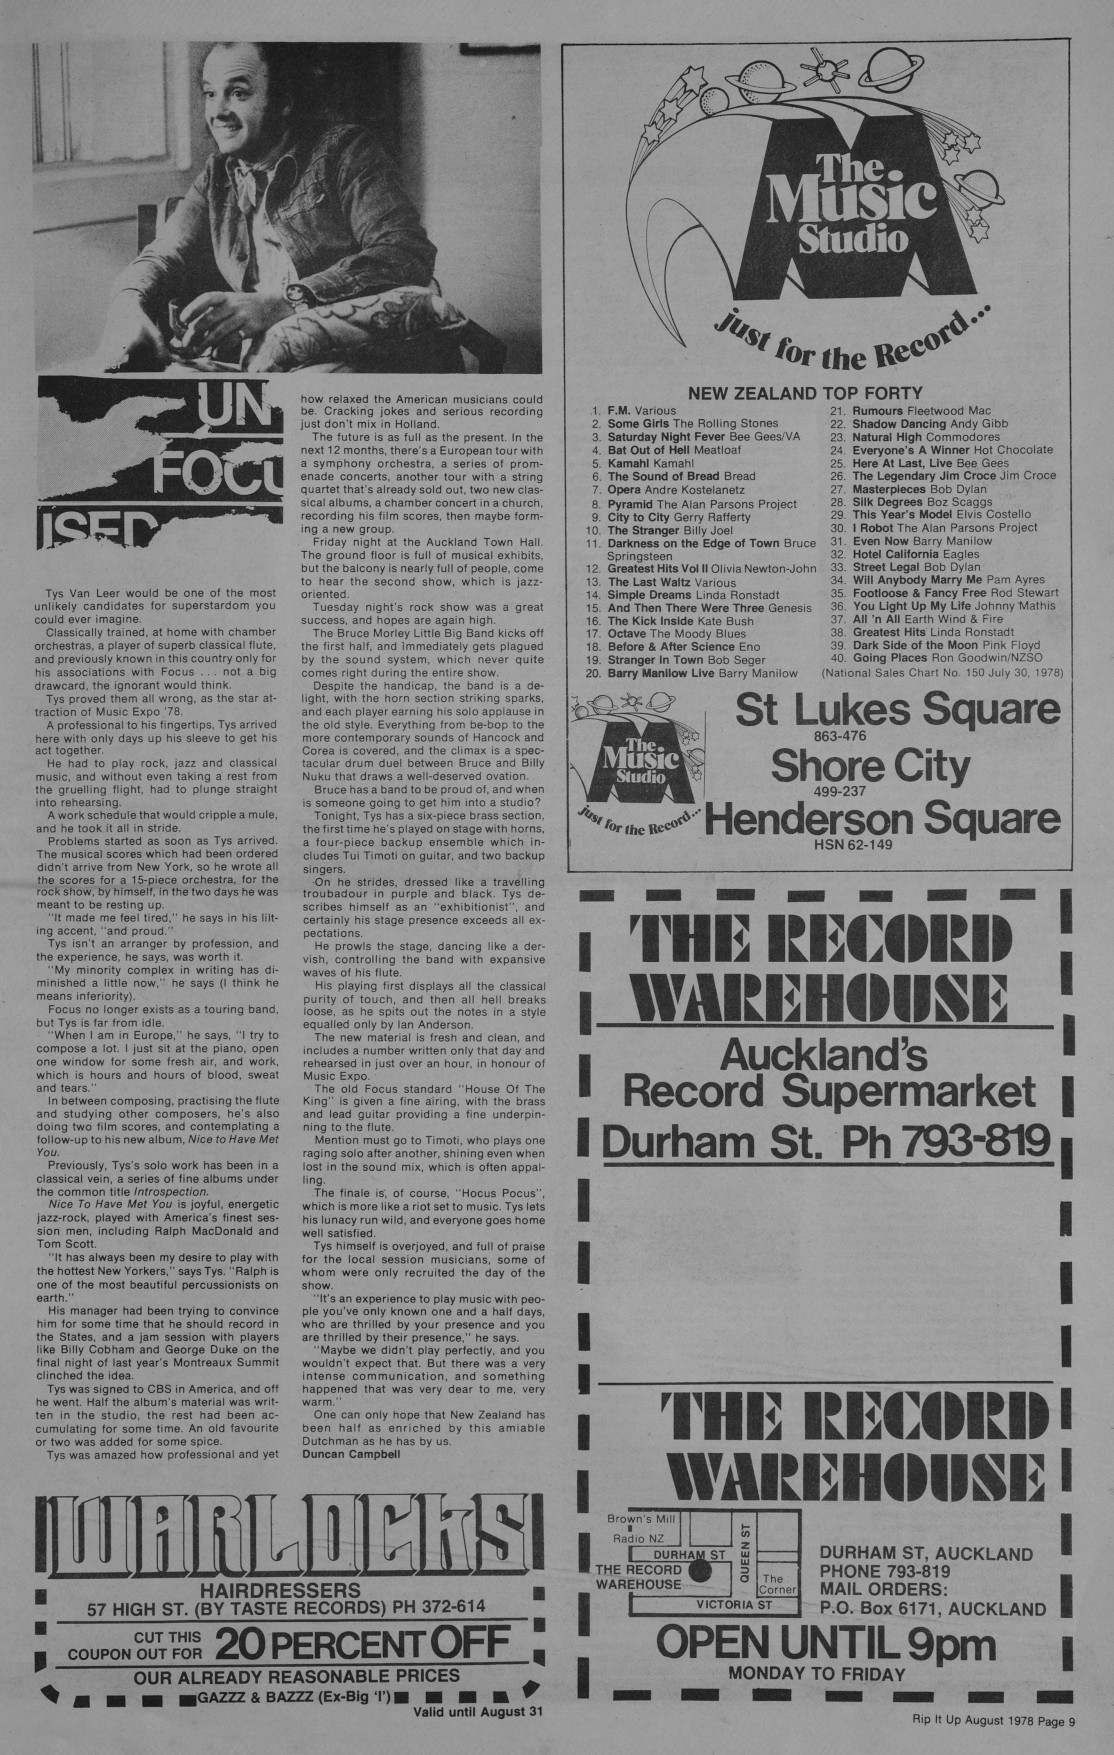 UN
FOCU
ISED
Tys Van Leer would be one of the most
unlikely candidates for superstardom you
could ever imagine.
Classically trained, at home with chamber
orchestras, a player of superb classical flute,
and previously known in this country only for
his associations with Focus . . . not a big
drawcard, the ignorant would think.
Tys proved them all wrong, as the star at-
traction of Music Expo '78.
A professional to his fingertips, Tys arrived
here with only days up his sleeve to get his
act together.
He had to play rock, jazz and classical
music, and without even taking a rest from
the gruelling flight, had to plunge straight
into rehearsing.
A work schedule that would cripple a mule,
and he took it all in stride.
Problems started as soon as Tys arrived.
The musical scores which had been ordered
didn't arrive from New York, so he wrote all
the scores for a 15-piece orchestra, for the
rock show, by himself, in the two days he was
meant to be resting up.
"It made me feel tired," he says in his lilt-
ing accent, "and proud."
Tys isn't an arranger by profession, and
the experience, he says, was worth it.
"My minority complex in writing has di-
minished a little now," he says (I think he
means inferiority).
Focus no longer exists as a touring band,
but Tys is far from idle.
"When I am in Europe," he says, "I try to
compose a lot. I just sit at the piano, open
one window for some fresh air, and work,
which is hours and hours of blood, sweat
and tears."
In between composing, practising the flute
and studying other composers, he's also
doing two film scores, and contemplating a
follow-up to his new album, Nice to Have Met
You.
Previously, Tys's solo work has been in a
classical vein, a series of fine albums under
the common title Introspection.
Nice To Have Met You is joyful, energetic
jazz-rock, played with America's finest ses-
sion men, including Ralph MacDonald and
Tom Scott.
"It has always been my desire to play with
the hottest New Yorkers," says Tys. "Ralph is
one of the most beautiful percussionists on
earth."
His manager had been trying to convince
him for some time that he should record in
the States, and a jam session with players
like Billy Cobham and George Duke on the
final night of last year's Montreaux Summit
clinched the idea.
Tys was signed to CBS in America, and off
he went. Half the album's material was writ-
ten in the studio, the rest had been ac-
cumulating for some time. An old favourite
or two was added for some spice.
Tys was amazed how professional and yet
how relaxed the American musicians could
be. Cracking jokes and serious recording
just don't mix in Holland.
The future is as full as the present. In the
next 12 months, there's a European tour with
a symphony orchestra, a series of prom-
enade concerts, another tour with a string
quartet that's already sold out, two new clas-
sical albums, a chamber concert in a church,
recording his film scores, then maybe form-
ing a new group.
Friday night at the Auckland Town Hall.
The ground floor is full of musical exhibits,
but the balcony is nearly full of people, come
to hear the second show, which is jazz-
oriented.
Tuesday night's rock show was a great
success, and hopes are again high.
The Bruce Morley Little Big Band kicks off
the first half, and immediately gets plagued
by the sound system, which never quite
comes right during the entire show.
Despite the handicap, the band is a de-
light, with the horn section striking sparks,
and each player earning his solo applause in
the old style. Everything from be-bop to the
more contemporary sounds of Hancock and
Corea is covered, and the climax is a spec-
tacular drum duel between Bruce and Billy
Nuku that draws a well-deserved ovation.
Bruce has a band to be proud of, and when
is someone going to get him into a studio?
Tonight, Tys has a six-piece brass section,
the first time he's played on stage with horns,
a four-piece backup ensemble which in-
cludes Tui Timoti on guitar, and two backup
singers.
On he strides, dressed like a travelling
troubadour in purple and black. Tys de-
scribes himself as an "exhibitionist", and
certainly his stage presence exceeds all ex-
pectations.
He prowls the stage, dancing like a der-
vish, controlling the band with expansive
waves of his flute.
His playing first displays all the classical
purity of touch, and then all hell breaks
loose, as he spits out the notes in a style
equalled only by Ian Anderson.
The new material is fresh and clean, and
includes a number written only that day and
rehearsed in just over an hour, in honour of
Music Expo.
The old Focus standard "House Of The
King" is given a fine airing, with the brass
and lead guitar providing a fine underpin-
ning to the flute.
Mention must go to Timoti, who plays one
raging solo after another, shining even when
lost in the sound mix, which is often appal-
ling.
The finale is, of course, "Hocus Pocus",
which is more like a riot set to music. Tys lets
his lunacy run wild, and everyone goes home
well satisfied.
Tys himself is overjoyed, and full of praise
for the local session musicians, some of
whom were only recruited the day of the
show.
"It's an experience to play music with peo-
ple you've only known one and a half days,
who are thrilled by your presence and you
are thrilled by their presence," he says.
"Maybe we didn't play perfectly, and you
wouldn't expect that. But there was a very
intense communication, and something
happened that was very dear to me, very
warm."
One can only hope that New Zealand has
been half as enriched by this amiable
Dutchman as he has by us.
Duncan Campbell
WARLOCKS
HAIRDRESSERS
57 HIGH ST. (BY TASTE RECORDS) PH 372-614
CUT THIS
COUPON OUT FOR 20 PERCENT OFF
OUR ALREADY REASONABLE PRICES
GAZZZ & BAZZZ (Ex-Big 'I')
Valid until August 31
The
Music
Studio
just for the Record...
NEW ZEALAND TOP FORTY
1. F.M. Various
2. Some Girls The Rolling Stones
3. Saturday Night Fever Bee Gees/VA
4. Bat Out of Hell Meatloaf
5. Kamahl Kamahl
6. The Sound of Bread Bread
7. Opera Andre Kostelanetz
8. Pyramid The Alan Parsons Project
9. City to City Gerry Rafferty
10. The Stranger Billy Joel
11. Darkness on the Edge of Town Bruce
Springsteen
12. Greatest Hits Vol II Olivia Newton-John
13. The Last Waltz Various
14. Simple Dreams Linda Ronstadt
15. And Then There Were Three Genesis
16. The Kick Inside Kate Bush
17. Octave The Moody Blues
18. Before & After Science Eno
19. Stranger In Town Bob Seger
20. Barry Manilow Live Barry Manilow
21. Rumours Fleetwood Mac
22. Shadow Dancing Andy Gibb
23. Natural High Commodores
24. Everyone's A Winner Hot Chocolate
25. Here At Last, Live Bee Gees
26. The Legendary Jim Croce Jim Croce
27. Masterpieces Bob Dylan
28. Silk Degrees Boz Scaggs
29. This Year's Model Elvis Costello
30. I Robot The Alan Parsons Project
31. Even Now Barry Manilow
32. Hotel California Eagles
33. Street Legal Bob Dylan
34. Will Anybody Marry Me Pam Ayres
35. Footloose & Fancy Free Rod Stewart
36. You Light Up My Life Johnny Mathis
37. All 'n All Earth Wind & Fire
38. Greatest Hits Linda Ronstadt
39. Dark Side of the Moon Pink Floyd
40. Going Places Ron Goodwin/NZSO
(National Sales Chart No. 150 July 30, 1978)
The
Music
Studio
just for the Record...
St Lukes Square
863-476
Shore City
499-237
Henderson Square
HSN 62-149
THE RECORD
WAREHOUSE
Auckland's
Record Supermarket
Durham St. Ph 793-819
THE RECORD
WAREHOUSE
Brown's Mill
Radio NZ
DURHAM ST
QUEEN ST
THE RECORD
WAREHOUSE
The
Corner
VICTORIA ST
DURHAM ST, AUCKLAND
PHONE 793-819
MAIL ORDERS:
P.O. Box 6171, AUCKLAND
OPEN UNTIL 9pm
MONDAY TO FRIDAY
Rip It Up August 1978 Page 9